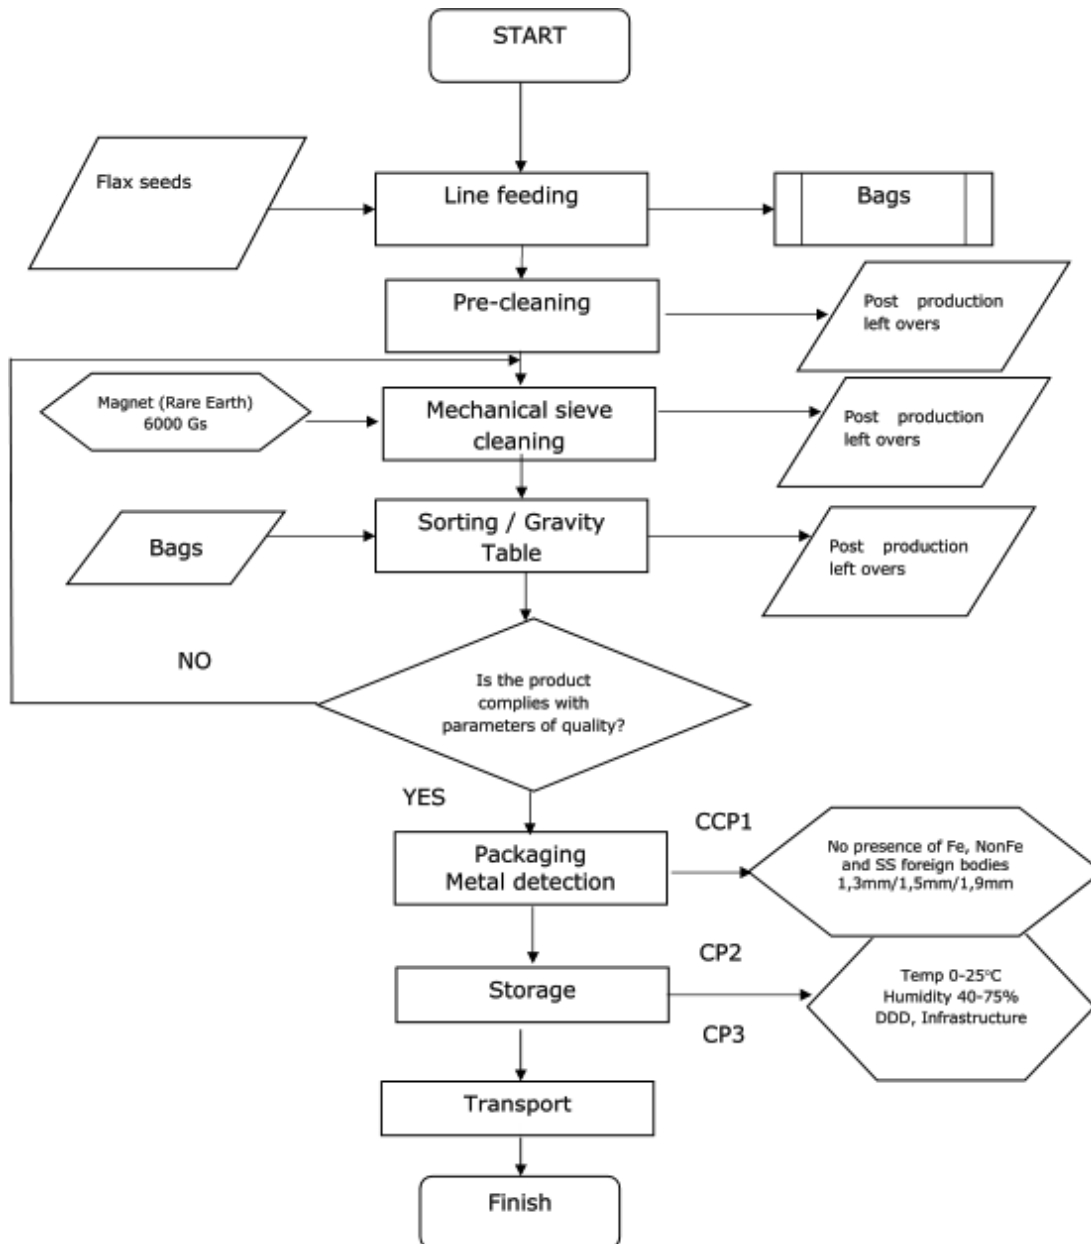 START
Flax seeds
Line feeding
Bags
Pre-cleaning
Post production
left overs
Magnet (Rare Earth)
6000 Gs
Mechanical sieve
cleaning
Post production
left overs
Bags
Sorting / Gravity
Table
Post production
left overs
NO
Is the product
complies with
parameters of quality?
YES
CCP1
Packaging
Metal detection
No presence of Fe, NonFe
and SS foreign bodies
1,3mm/1,5mm/1,9mm
CP2
Storage
Temp 0-25°C
Humidity 40-75%
DDD, Infrastructure
CP3
Transport
Finish